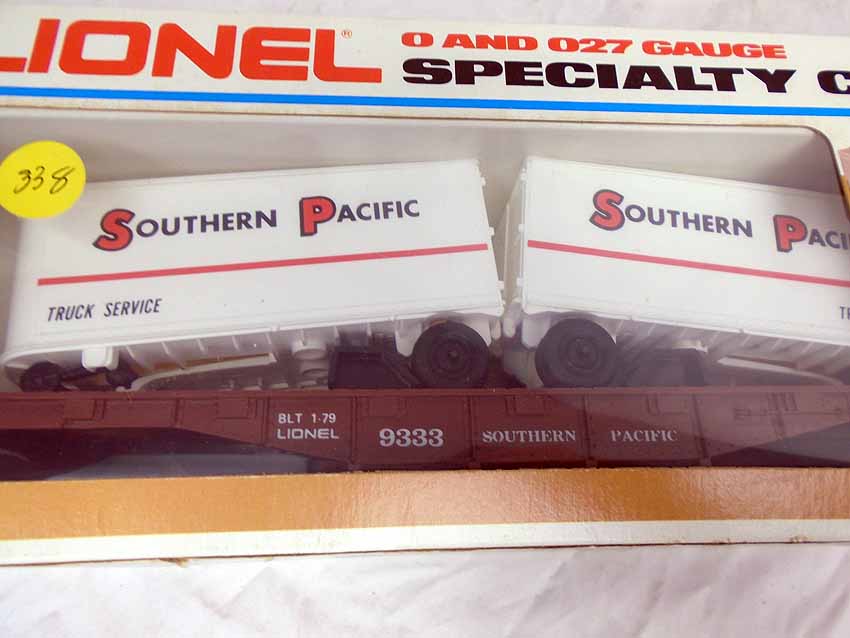 LIONEL®
O AND O27 GAUGE
SPECIALTY C
338
SOUTHERN PACIFIC
TRUCK SERVICE
SOUTHERN PACI
BLT 1-79
LIONEL
9333 SOUTHERN PACIFIC